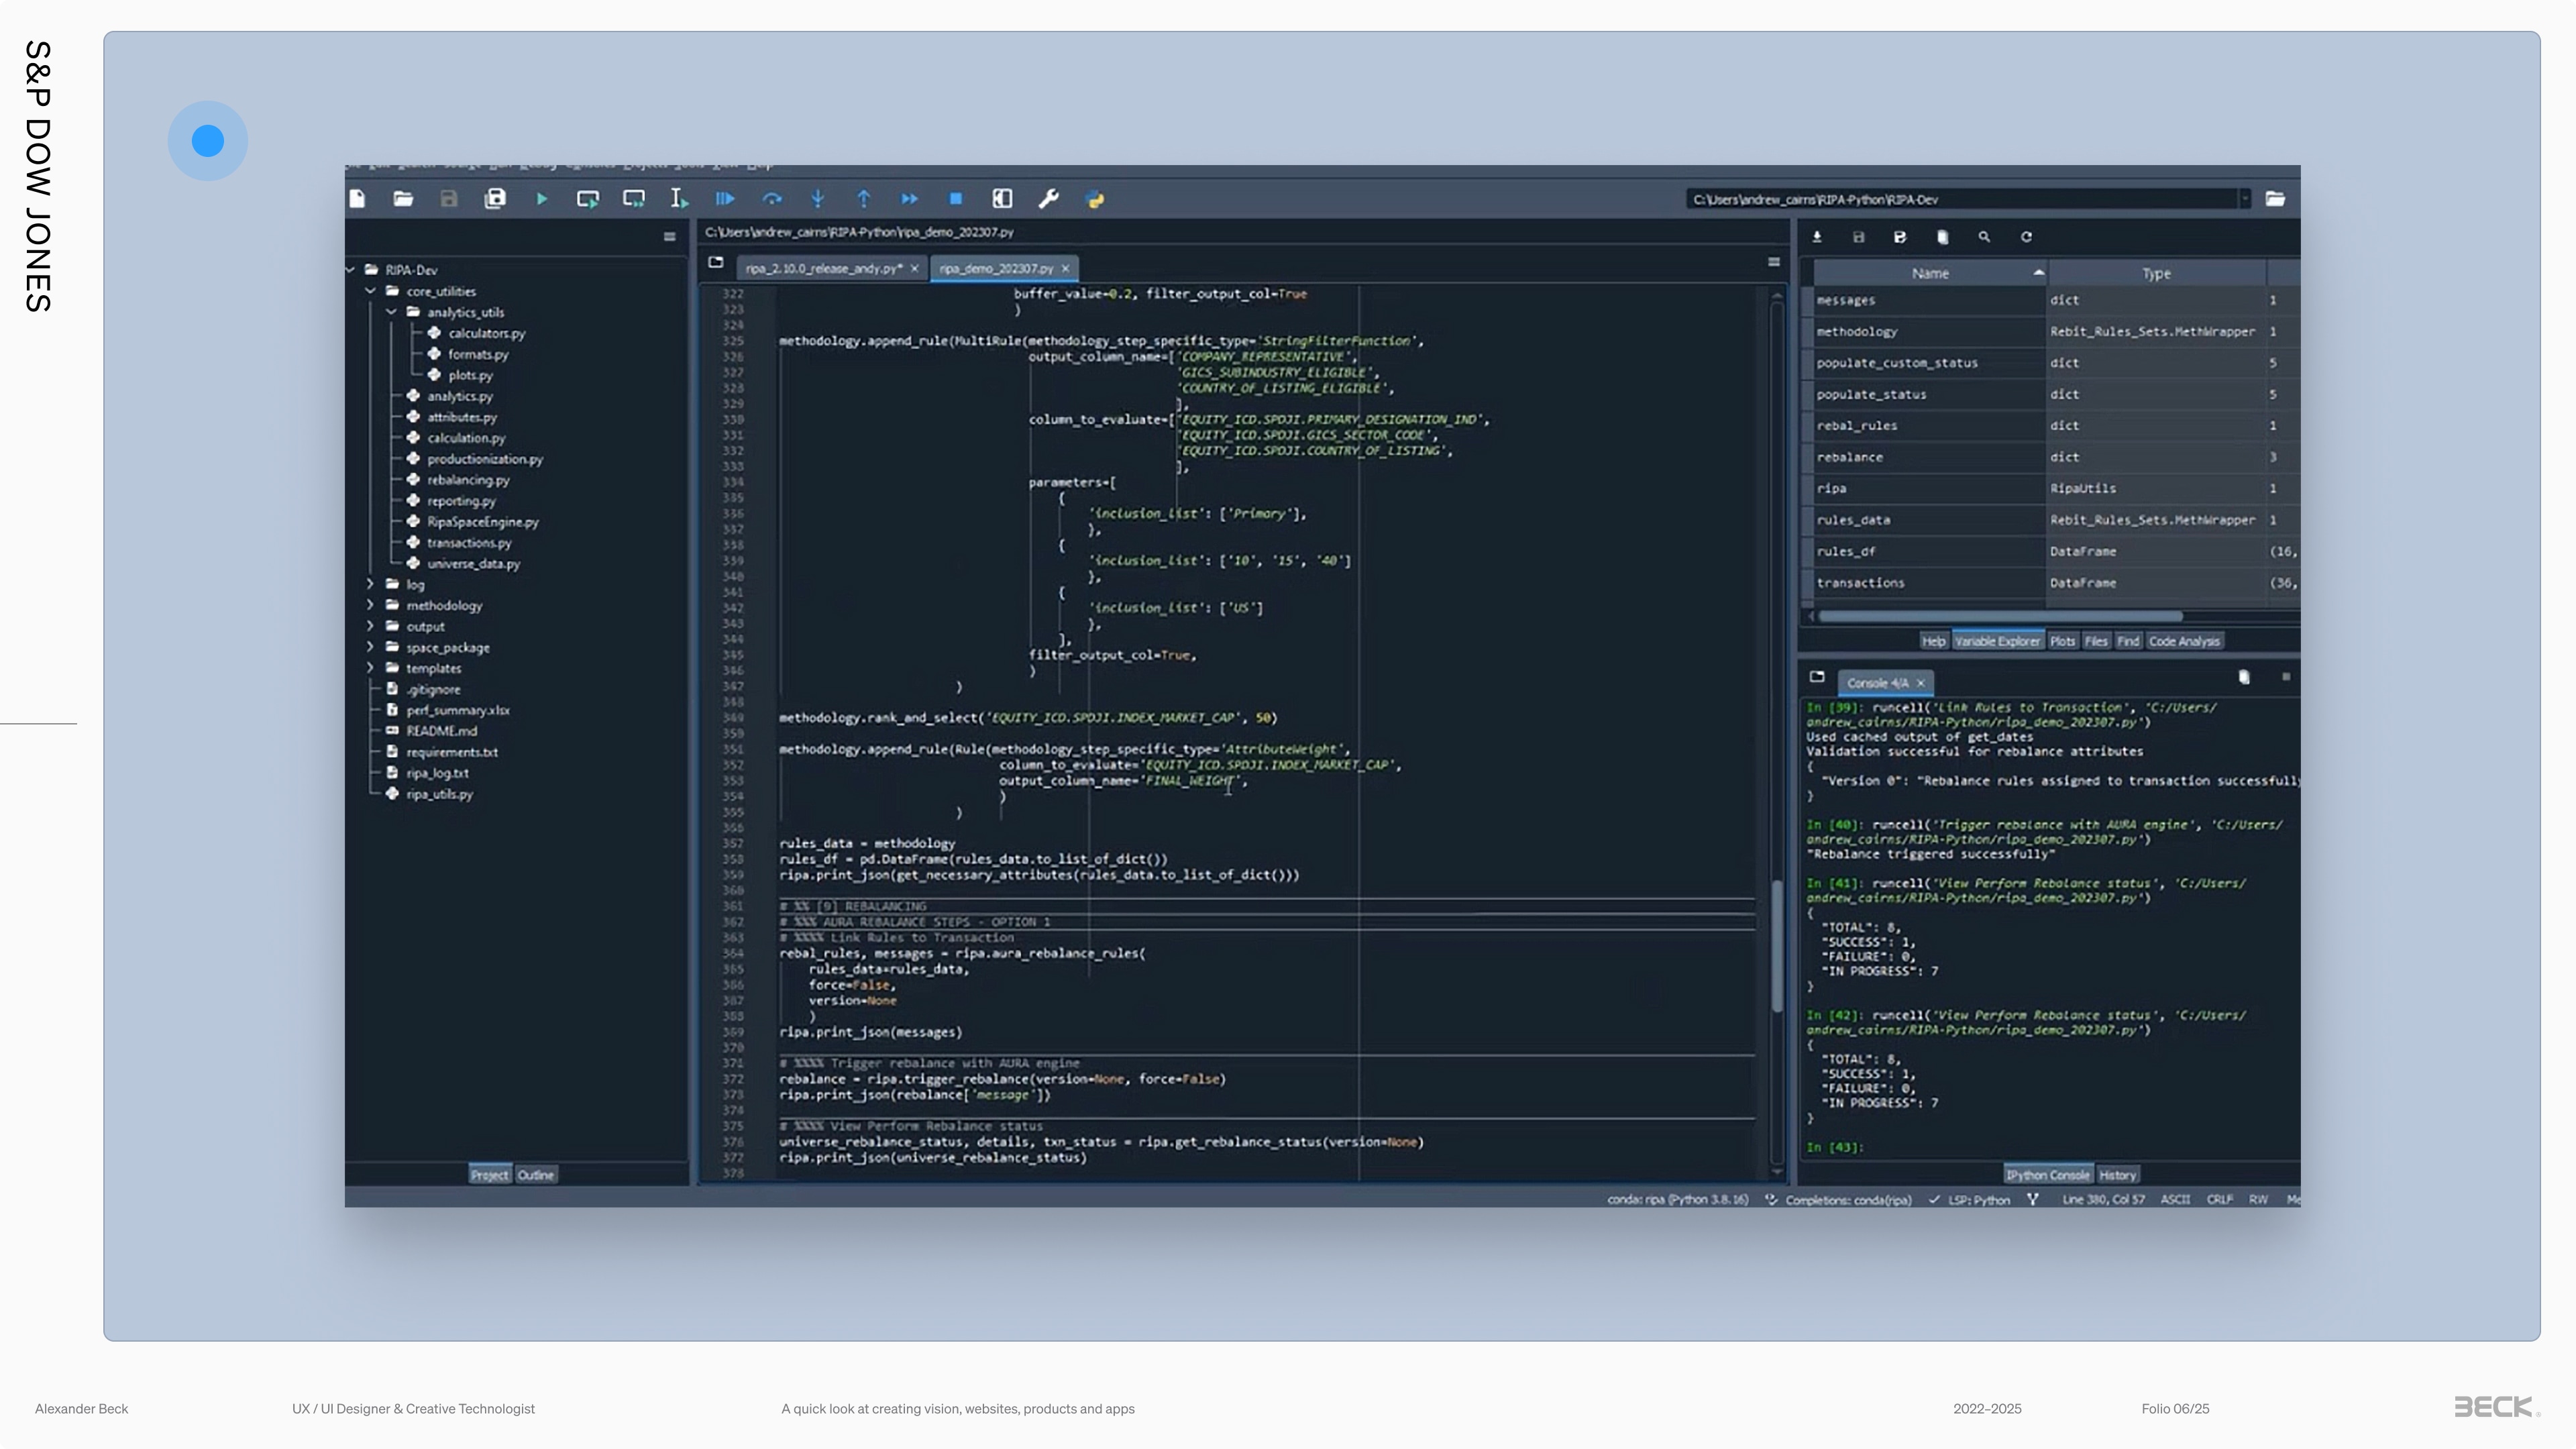 S&P DOW JONES
C:\Users\andrew_cairns\RIPA-Python\RIPA-Dev
RIPA-Dev
core_utilities
analytics_utils
calculators.py
formats.py
plots.py
analytics.py
attributes.py
calculation.py
productionization.py
rebalancing.py
reporting.py
RipaSpaceEngine.py
transactions.py
universe_data.py
log
methodology
output
space_package
templates
.gitignore
perf_summary.xlsx
README.md
requirements.txt
ripa_log.txt
ripa_utils.py
Project Outline
C:\Users\andrew_cairns\RIPA-Python\ripa_demo_202307.py
ripa_2.10.0_release_andy.py* ripa_demo_202307.py
322 buffer_value=0.2, filter_output_col=True
323 )
324
325 methodology.append_rule(MultiRule(methodology_step_specific_type='StringFilterFunction',
326 output_column_name=['COMPANY_REPRESENTATIVE',
327 'GICS_SUBINDUSTRY_ELIGIBLE',
328 'COUNTRY_OF_LISTING_ELIGIBLE',
329 ],
330 column_to_evaluate=['EQUITY_ICD.SPDJI.PRIMARY_DESIGNATION_IND',
331 'EQUITY_ICD.SPDJI.GICS_SECTOR_CODE',
332 'EQUITY_ICD.SPDJI.COUNTRY_OF_LISTING',
333 ],
334 parameters=[
335 {
336 'inclusion_list': ['Primary'],
337 },
338 {
339 'inclusion_list': ['10', '15', '40']
340 },
341 {
342 'inclusion_list': ['US']
343 },
344 ],
345 filter_output_col=True,
346 )
347 )
348
349 methodology.rank_and_select('EQUITY_ICD.SPDJI.INDEX_MARKET_CAP', 50)
350
351 methodology.append_rule(Rule(methodology_step_specific_type='AttributeWeight',
352 column_to_evaluate='EQUITY_ICD.SPDJI.INDEX_MARKET_CAP',
353 output_column_name='FINAL_WEIGHT',
354 )
355 )
356
357 rules_data = methodology
358 rules_df = pd.DataFrame(rules_data.to_list_of_dict())
359 ripa.print_json(get_necessary_attributes(rules_data.to_list_of_dict()))
360
361 # %% [9] REBALANCING
362 # %%% AURA REBALANCE STEPS - OPTION 1
363 # %%%% Link Rules to Transaction
364 rebal_rules, messages = ripa.aura_rebalance_rules(
365 rules_data=rules_data,
366 force=False,
367 version=None
368 )
369 ripa.print_json(messages)
370
371 # %%%% Trigger rebalance with AURA engine
372 rebalance = ripa.trigger_rebalance(version=None, force=False)
373 ripa.print_json(rebalance['message'])
374
375 # %%%% View Perform Rebalance status
376 universe_rebalance_status, details, txn_status = ripa.get_rebalance_status(version=None)
377 ripa.print_json(universe_rebalance_status)
378
Name Type
messages dict 1
methodology Rebit_Rules_Sets.MethWrapper 1
populate_custom_status dict 5
populate_status dict 5
rebal_rules dict 1
rebalance dict 3
ripa RipaUtils 1
rules_data Rebit_Rules_Sets.MethWrapper 1
rules_df DataFrame (16,
transactions DataFrame (36,
Help Variable Explorer Plots Files Find Code Analysis
Console 4/A
In [39]: runcell('Link Rules to Transaction', 'C:/Users/
andrew_cairns/RIPA-Python/ripa_demo_202307.py')
Used cached output of get_dates
Validation successful for rebalance attributes
{
"Version 0": "Rebalance rules assigned to transaction successfully
}
In [40]: runcell('Trigger rebalance with AURA engine', 'C:/Users/
andrew_cairns/RIPA-Python/ripa_demo_202307.py')
"Rebalance triggered successfully"
In [41]: runcell('View Perform Rebalance status', 'C:/Users/
andrew_cairns/RIPA-Python/ripa_demo_202307.py')
{
"TOTAL": 8,
"SUCCESS": 1,
"FAILURE": 0,
"IN PROGRESS": 7
}
In [42]: runcell('View Perform Rebalance status', 'C:/Users/
andrew_cairns/RIPA-Python/ripa_demo_202307.py')
{
"TOTAL": 8,
"SUCCESS": 1,
"FAILURE": 0,
"IN PROGRESS": 7
}
In [43]:
IPython Console History
conda: ripa (Python 3.8.16) Completions: conda(ripa) LSP: Python Line 380, Col 57 ASCII CRLF RW Me
Alexander Beck UX / UI Designer & Creative Technologist A quick look at creating vision, websites, products and apps 2022–2025 Folio 06/25 BECK